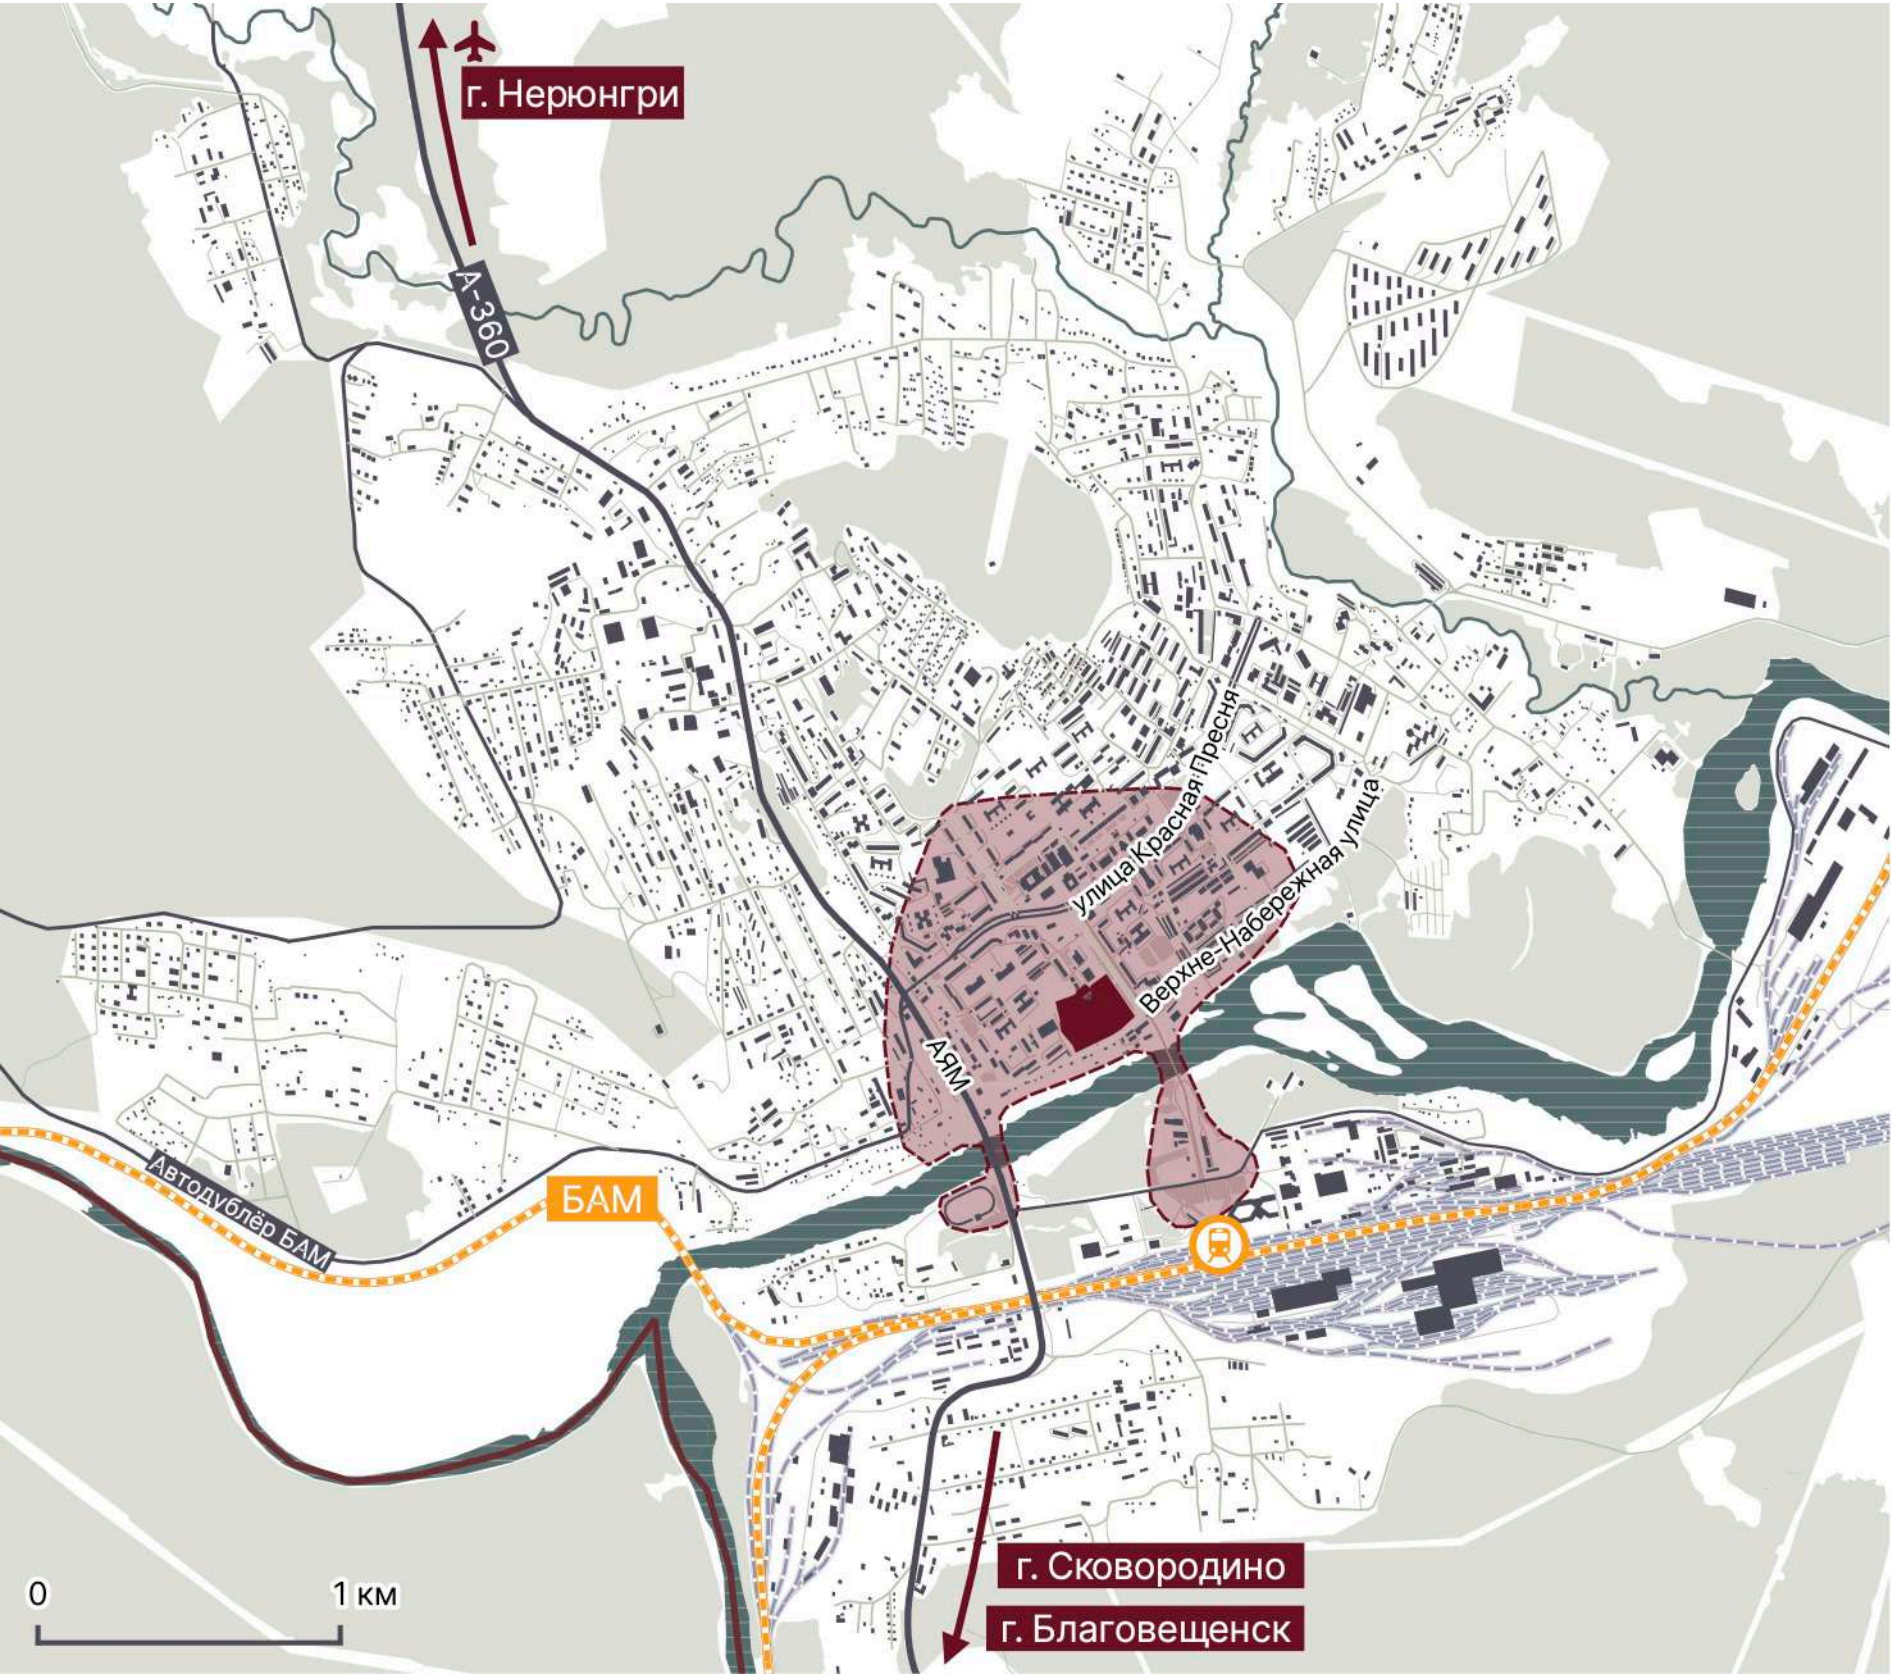 г. Нерюнгри
А-360
улица Красная Пресня
Верхне-Набережная улица
АЯМ
Автодублёр БАМ
БАМ
г. Сковородино
г. Благовещенск
0
1 км